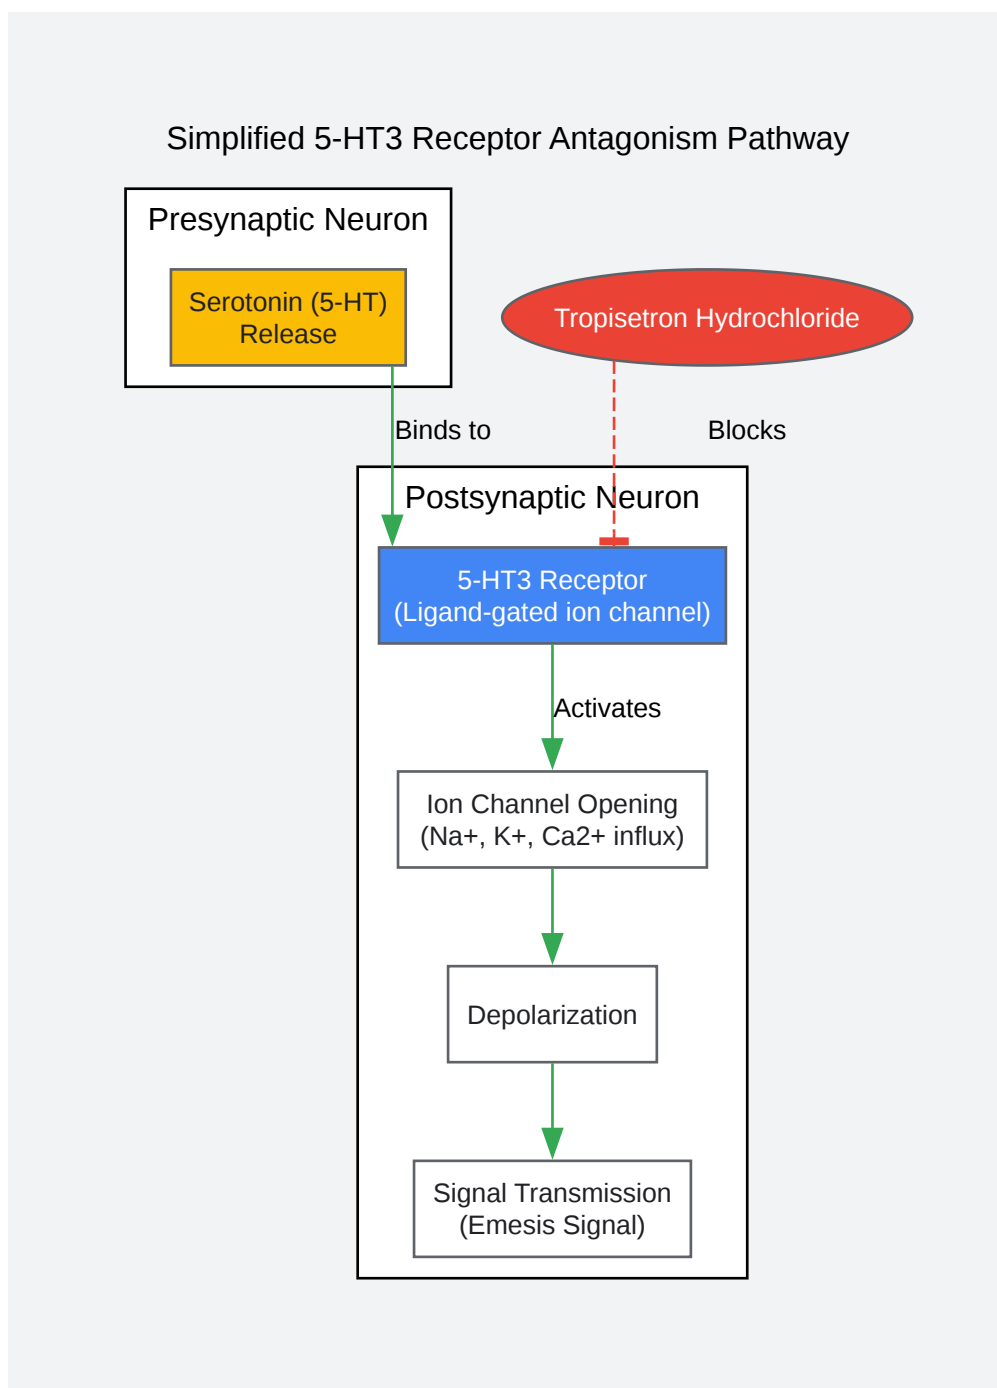 Simplified 5-HT3 Receptor Antagonism Pathway
Presynaptic Neuron
Serotonin (5-HT)
Release
Tropisetron Hydrochloride
Binds to
Blocks
Postsynaptic Neuron
5-HT3 Receptor
(Ligand-gated ion channel)
Activates
Ion Channel Opening
(Na+, K+, Ca2+ influx)
Depolarization
Signal Transmission
(Emesis Signal)